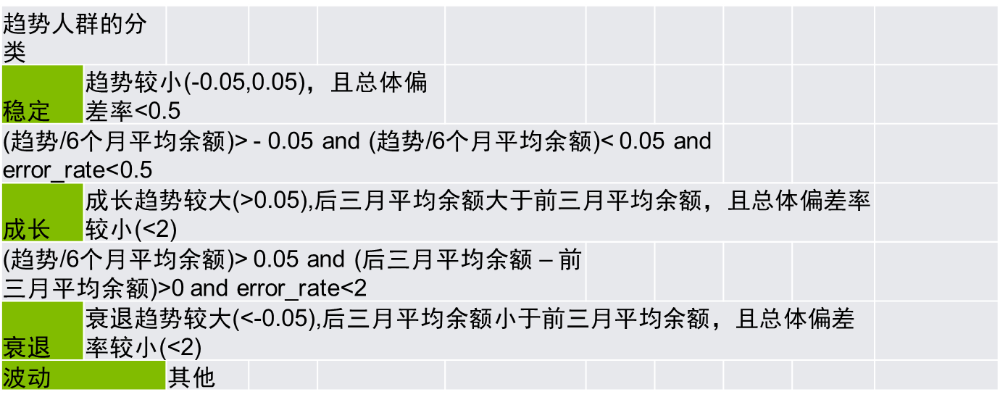 趋势人群的分
类
趋势较小(-0.05,0.05)，且总体偏
稳定 差率<0.5
(趋势/6个月平均余额)> - 0.05 and (趋势/6个月平均余额)< 0.05 and
error_rate<0.5
成长趋势较大(>0.05),后三月平均余额大于前三月平均余额，且总体偏差率
成长 较小(<2)
(趋势/6个月平均余额)> 0.05 and (后三月平均余额 – 前
三月平均余额)>0 and error_rate<2
衰退趋势较大(<-0.05),后三月平均余额小于前三月平均余额，且总体偏差
衰退 率较小(<2)
波动 其他